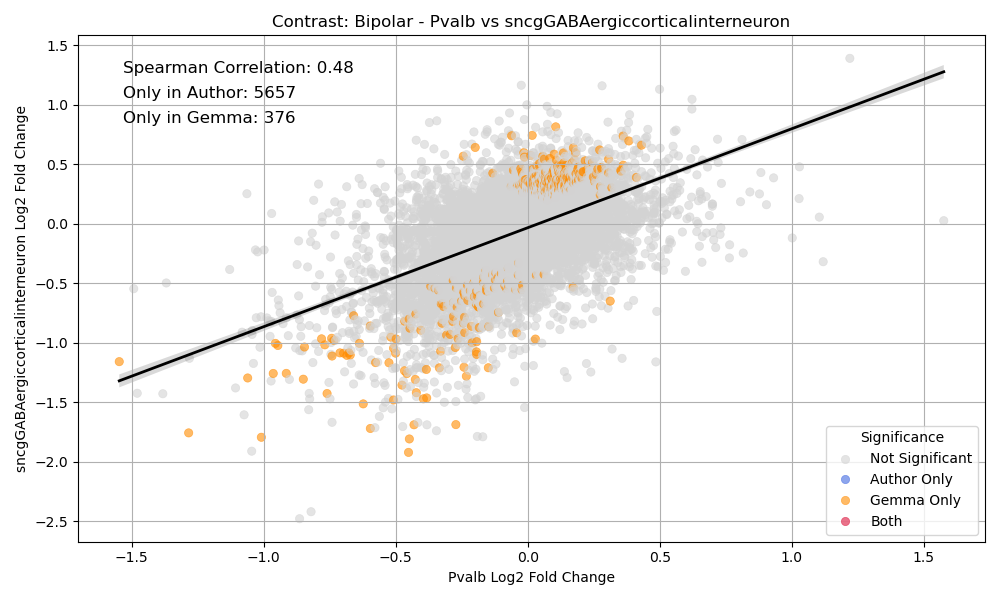 Contrast: Bipolar - Pvalb vs sncgGABAergiccorticalinterneuron
Spearman Correlation: 0.48
Only in Author: 5657
Only in Gemma: 376
sncgGABAergiccorticalinterneuron Log2 Fold Change
1.5
1.0
0.5
0.0
−0.5
−1.0
−1.5
−2.0
−2.5
Significance
Not Significant
Author Only
Gemma Only
Both
−1.5 −1.0 −0.5 0.0 0.5 1.0 1.5
Pvalb Log2 Fold Change